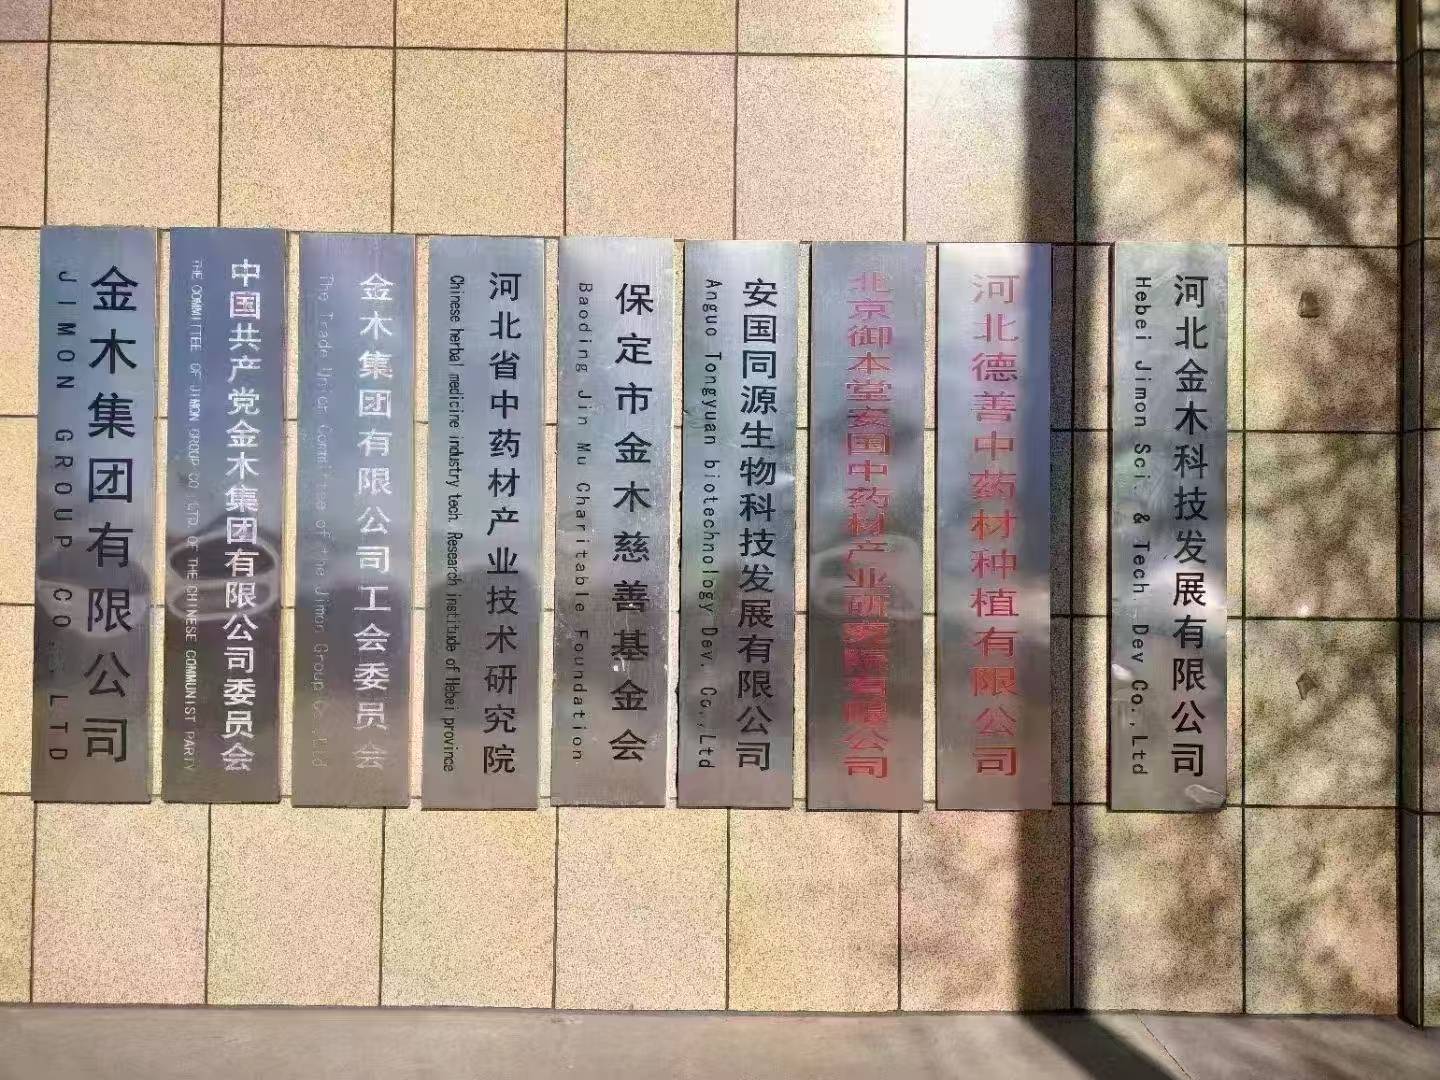 金木集团有限公司
JIMON GROUP CO.,LTD
中国共产党金木集团有限公司委员会
THE COMMITTEE OF JIMON GROUP CO.,LTD OF THE CHINESE COMMUNIST PARTY
金木集团有限公司工会委员会
The Trade Union Committee of the Jimon Group Co.,Ltd
河北省中药材产业技术研究院
Chinese herbal medicine industry tech. Research institude of Hebei province
保定市金木慈善基金会
Baoding Jin Mu Charitable Foundation
安国同源生物科技发展有限公司
Anguo Tongyuan biotechnology Dev. Co.,Ltd
北京御本堂安国中药材产业研究院有限公司
河北德善中药材种植有限公司
河北金木科技发展有限公司
Hebei Jimon Sci. & Tech. Dev Co.,Ltd